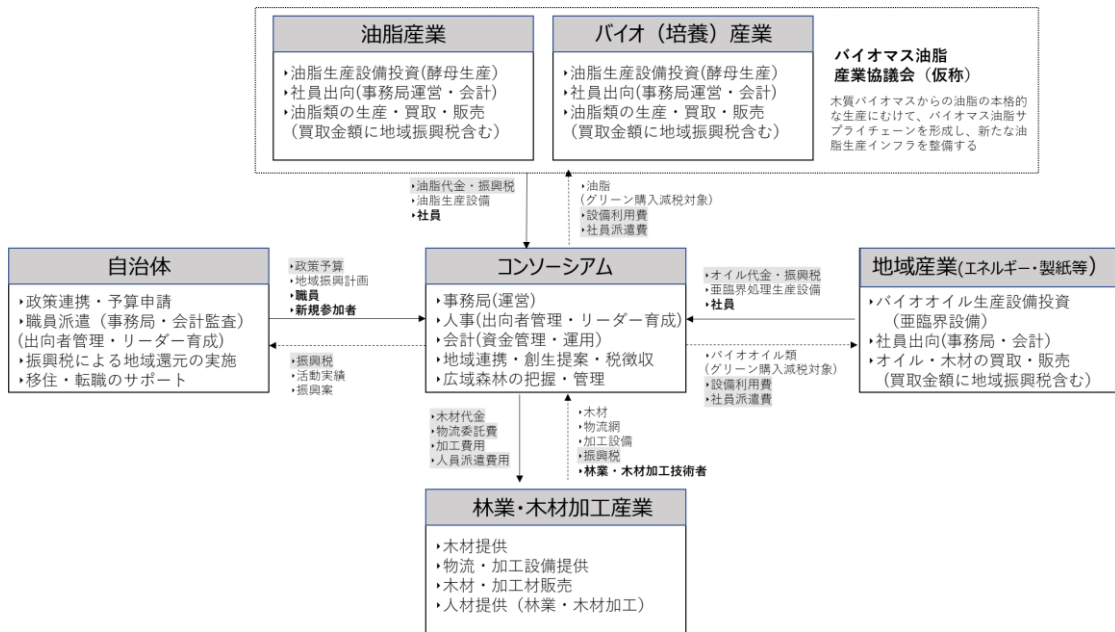 油脂産業
‣油脂生産設備投資(酵母生産)
‣社員出向(事務局運営・会計)
‣油脂類の生産・買取・販売
(買取金額に地域振興税含む)
バイオ（培養）産業
‣油脂生産設備投資(酵母生産)
‣社員出向(事務局運営・会計)
‣油脂類の生産・買取・販売
(買取金額に地域振興税含む)
バイオマス油脂
産業協議会（仮称）
木質バイオマスからの油脂の本格的
な生産にむけて、バイオマス油脂サ
プライチェーンを形成し、新たな油
脂生産インフラを整備する
‣油脂代金・振興税
‣油脂生産設備
‣社員
‣油脂
(グリーン購入減税対象)
‣設備利用費
‣社員派遣費
自治体
‣政策連携・予算申請
‣職員派遣（事務局・会計監査）
(出向者管理・リーダー育成)
‣振興税による地域還元の実施
‣移住・転職のサポート
‣政策予算
‣地域振興計画
‣職員
‣新規参加者
‣振興税
‣活動実績
‣振興案
コンソーシアム
‣事務局(運営)
‣人事(出向者管理・リーダー育成)
‣会計(資金管理・運用)
‣地域連携・創生提案・税徴収
‣広域森林の把握・管理
‣オイル代金・振興税
‣亜臨界処理生産設備
‣社員
‣バイオオイル類
(グリーン購入減税対象)
‣設備利用費
‣社員派遣費
地域産業(エネルギー・製紙等)
‣バイオオイル生産設備投資
(亜臨界設備)
‣社員出向(事務局・会計)
‣オイル・木材の買取・販売
(買取金額に地域振興税含む)
‣木材代金
‣物流委託費
‣加工費用
‣人員派遣費用
‣木材
‣物流網
‣加工設備
‣振興税
‣林業・木材加工技術者
林業・木材加工産業
‣木材提供
‣物流・加工設備提供
‣木材・加工材販売
‣人材提供（林業・木材加工）